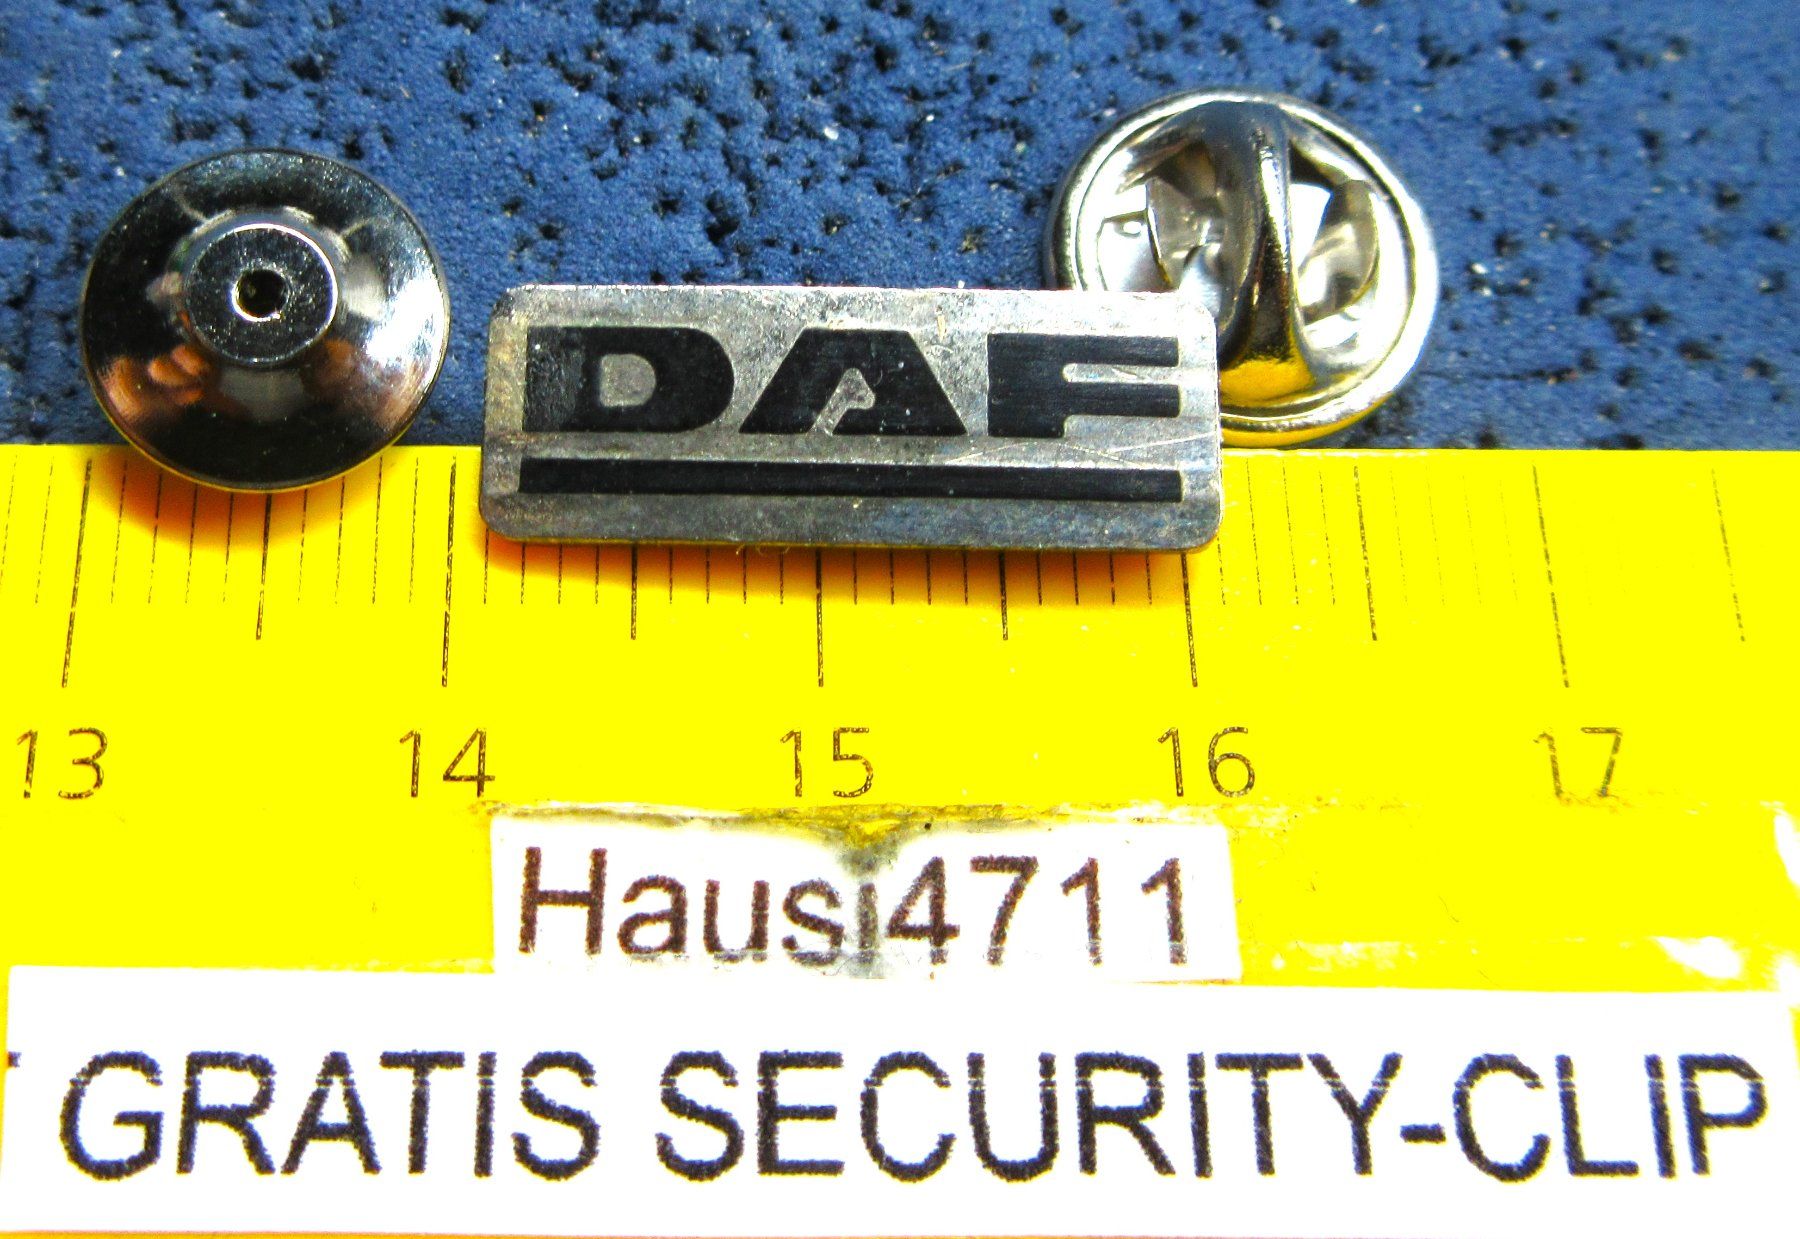 DAF
13 14 15 16 17
Hausi4711
GRATIS SECURITY-CLIP